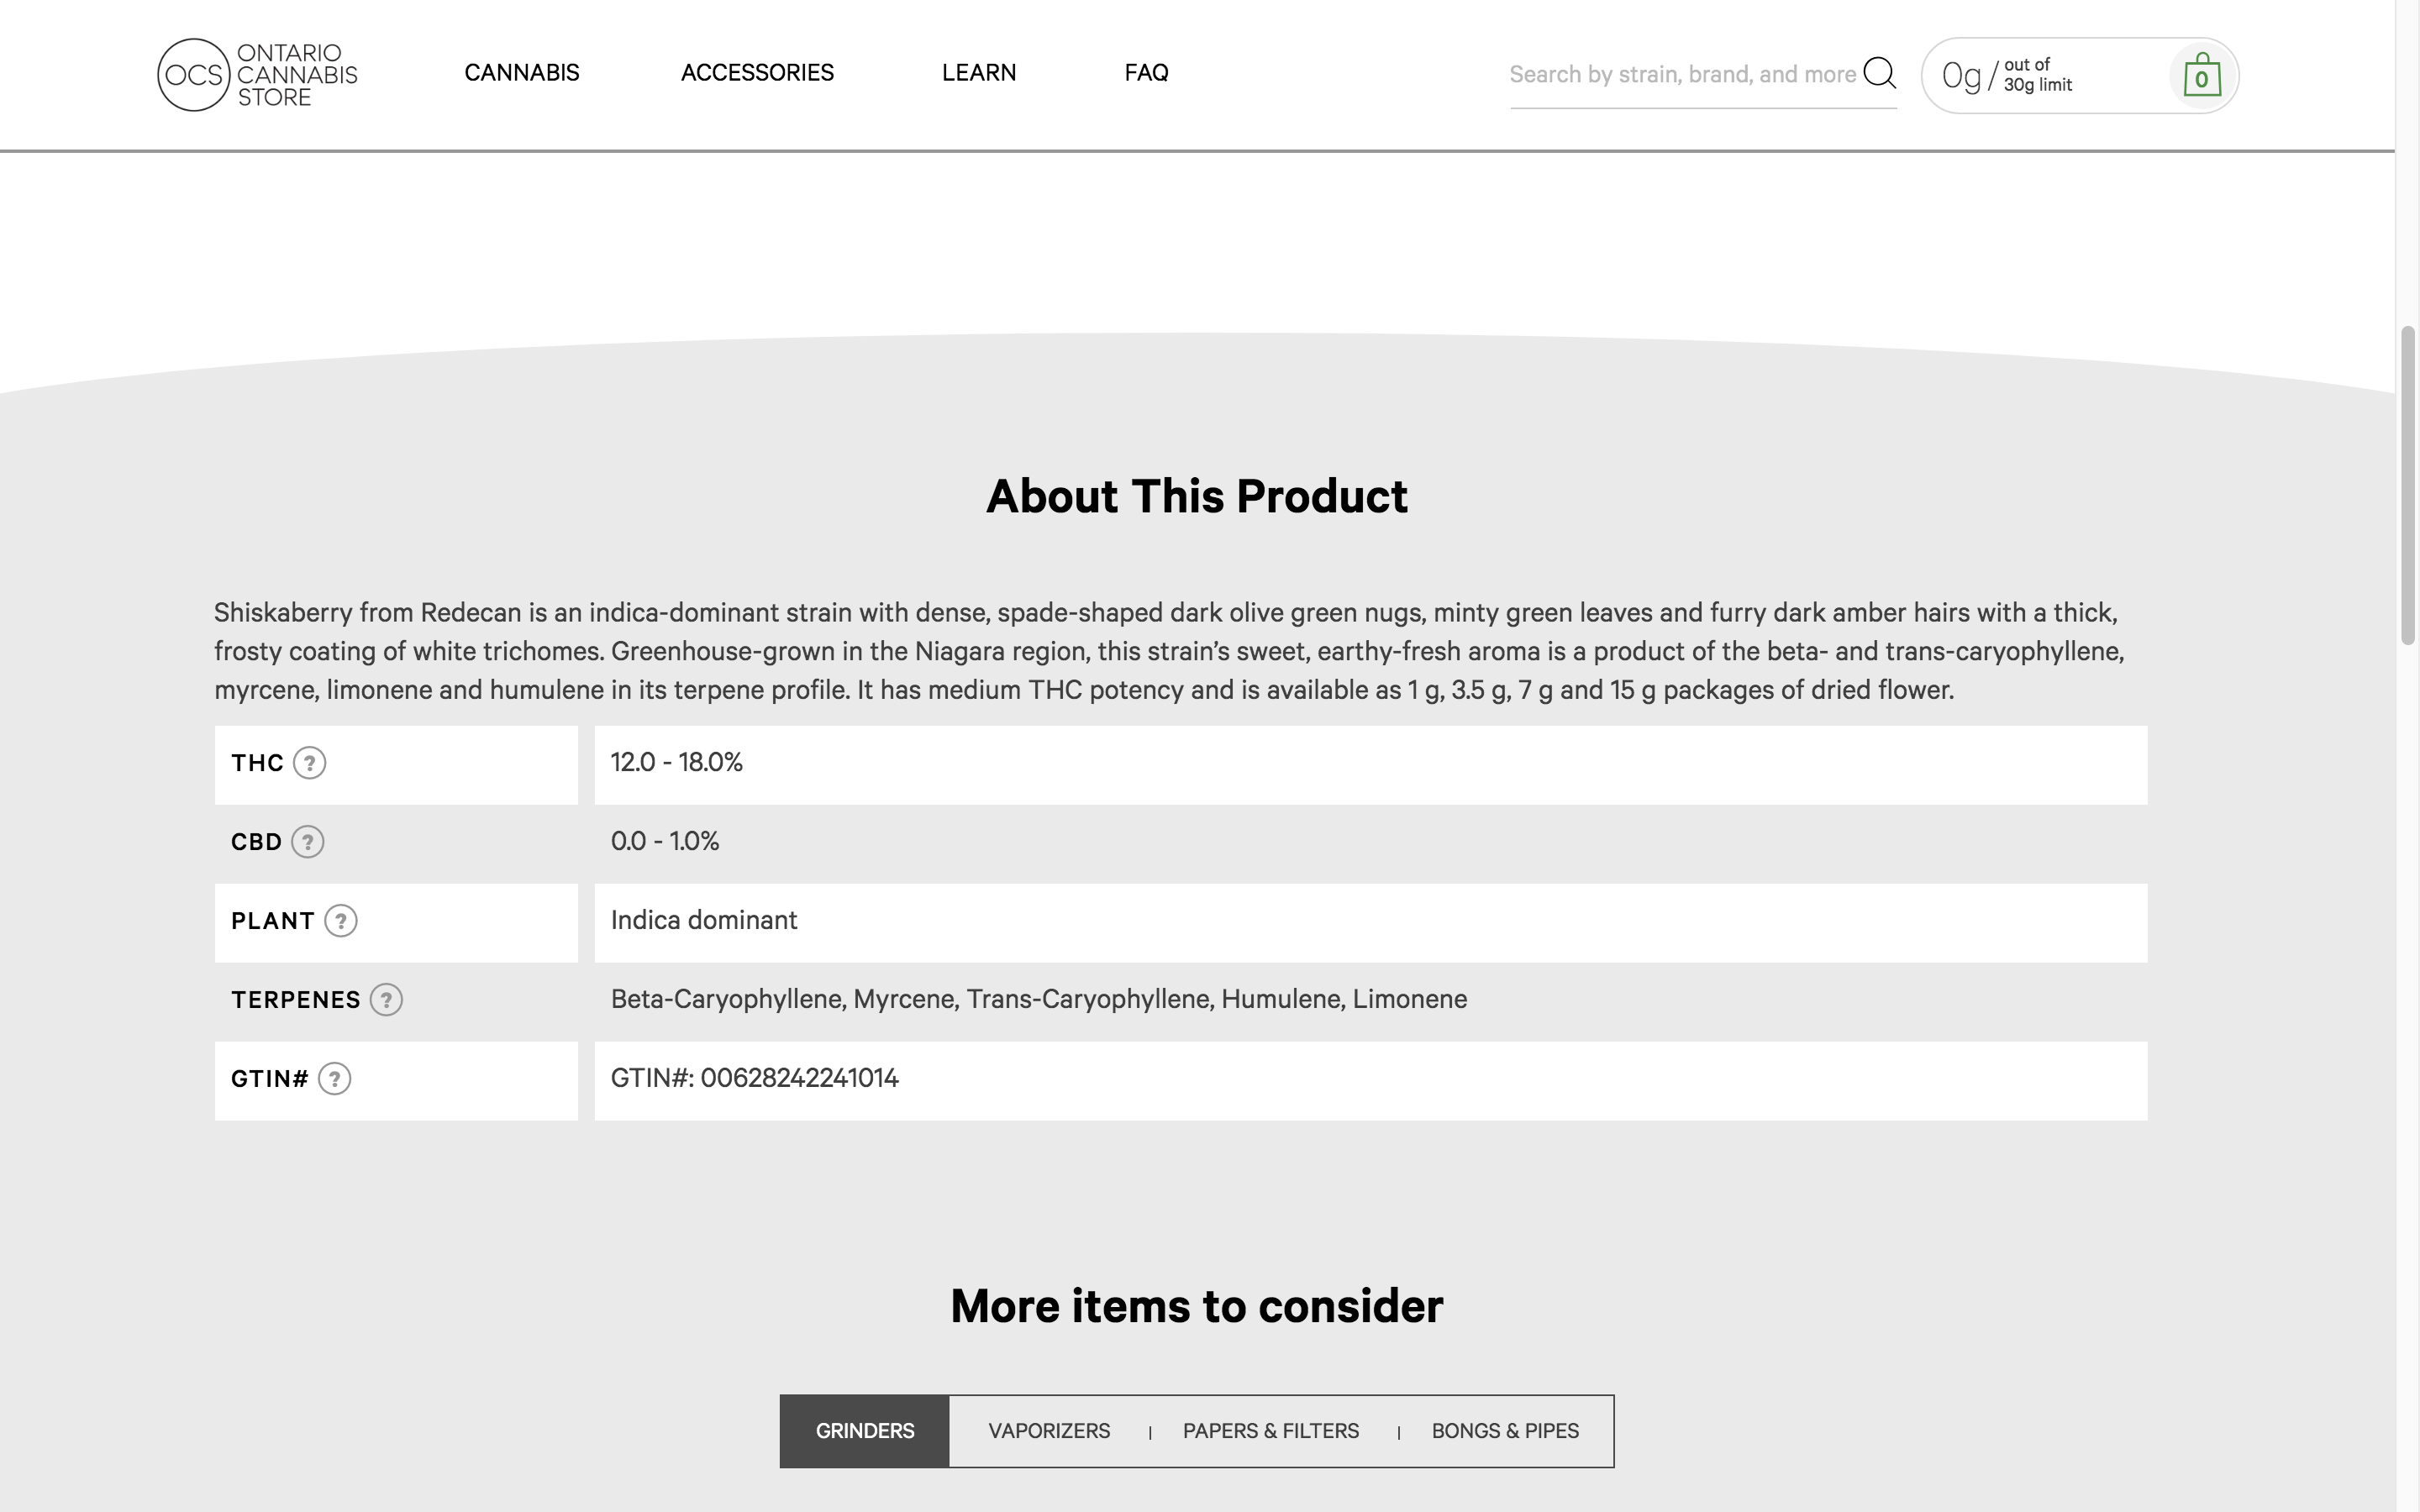 OCS
ONTARIO
CANNABIS
STORE
CANNABIS
ACCESSORIES
LEARN
FAQ
Search by strain, brand, and more
0g / out of
30g limit
0
About This Product
Shiskaberry from Redecan is an indica-dominant strain with dense, spade-shaped dark olive green nugs, minty green leaves and furry dark amber hairs with a thick,
frosty coating of white trichomes. Greenhouse-grown in the Niagara region, this strain’s sweet, earthy-fresh aroma is a product of the beta- and trans-caryophyllene,
myrcene, limonene and humulene in its terpene profile. It has medium THC potency and is available as 1 g, 3.5 g, 7 g and 15 g packages of dried flower.
THC ? 12.0 - 18.0%
CBD ? 0.0 - 1.0%
PLANT ? Indica dominant
TERPENES ? Beta-Caryophyllene, Myrcene, Trans-Caryophyllene, Humulene, Limonene
GTIN# ? GTIN#: 00628242241014
More items to consider
GRINDERS VAPORIZERS | PAPERS & FILTERS | BONGS & PIPES